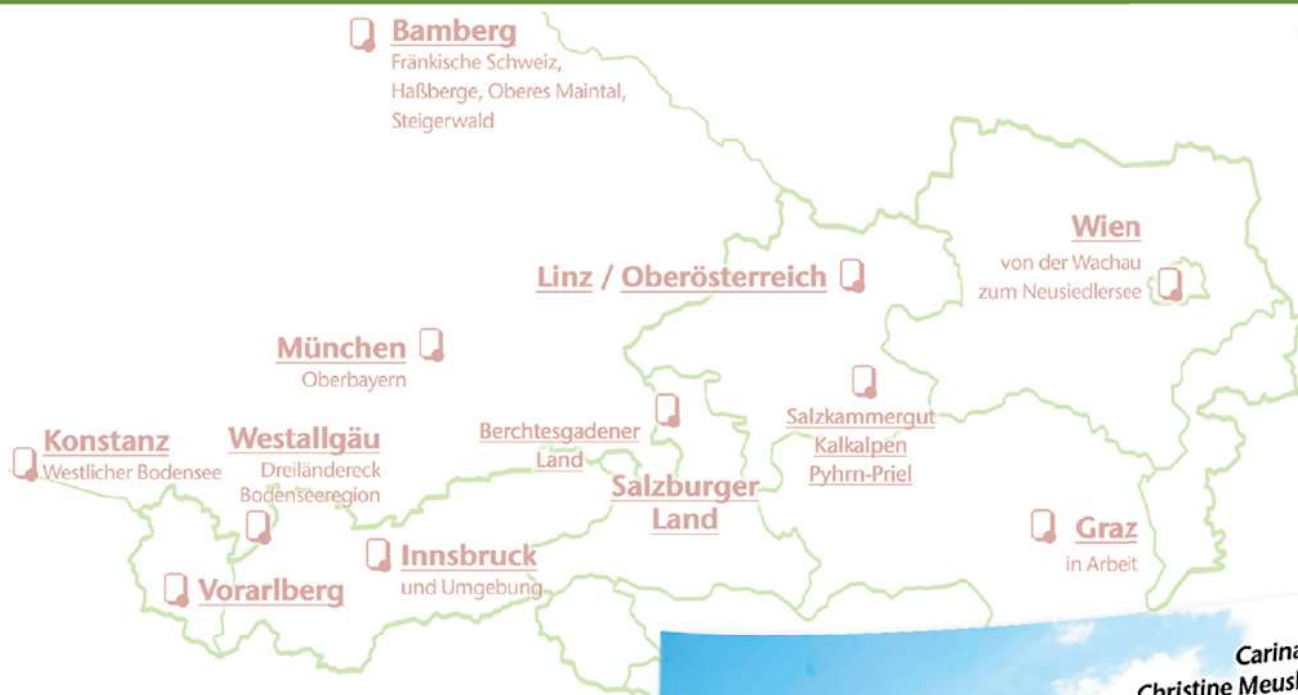 Bamberg
Fränkische Schweiz,
Haßberge, Oberes Maintal,
Steigerwald
Wien
von der Wachau
zum Neusiedlersee
Linz / Oberösterreich
München
Oberbayern
Salzkammergut
Kalkalpen
Pyhrn-Priel
Berchtesgadener
Land
Konstanz
Westlicher Bodensee
Westallgäu
Dreiländereck
Bodenseeregion
Salzburger
Land
Graz
in Arbeit
Innsbruck
und Umgebung
Vorarlberg
Carina
Christine